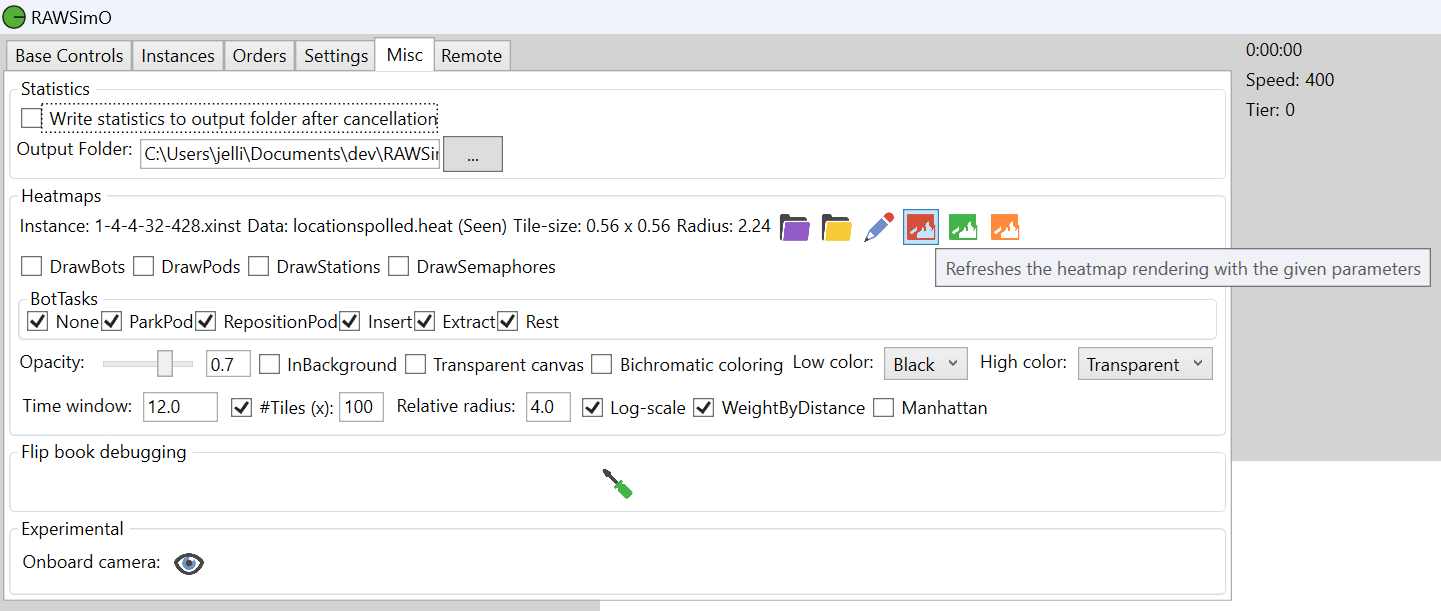 RAWSimO
Base Controls Instances Orders Settings Misc Remote
0:00:00
Speed: 400
Tier: 0
Statistics
Write statistics to output folder after cancellation
Output Folder: C:\Users\jelli\Documents\dev\RAWSi ...
Heatmaps
Instance: 1-4-4-32-428.xinst Data: locationspolled.heat (Seen) Tile-size: 0.56 x 0.56 Radius: 2.24
DrawBots DrawPods DrawStations DrawSemaphores
Refreshes the heatmap rendering with the given parameters
BotTasks
None ParkPod RepositionPod Insert Extract Rest
Opacity: 0.7 InBackground Transparent canvas Bichromatic coloring Low color: Black High color: Transparent
Time window: 12.0 #Tiles (x): 100 Relative radius: 4.0 Log-scale WeightByDistance Manhattan
Flip book debugging
Experimental
Onboard camera: